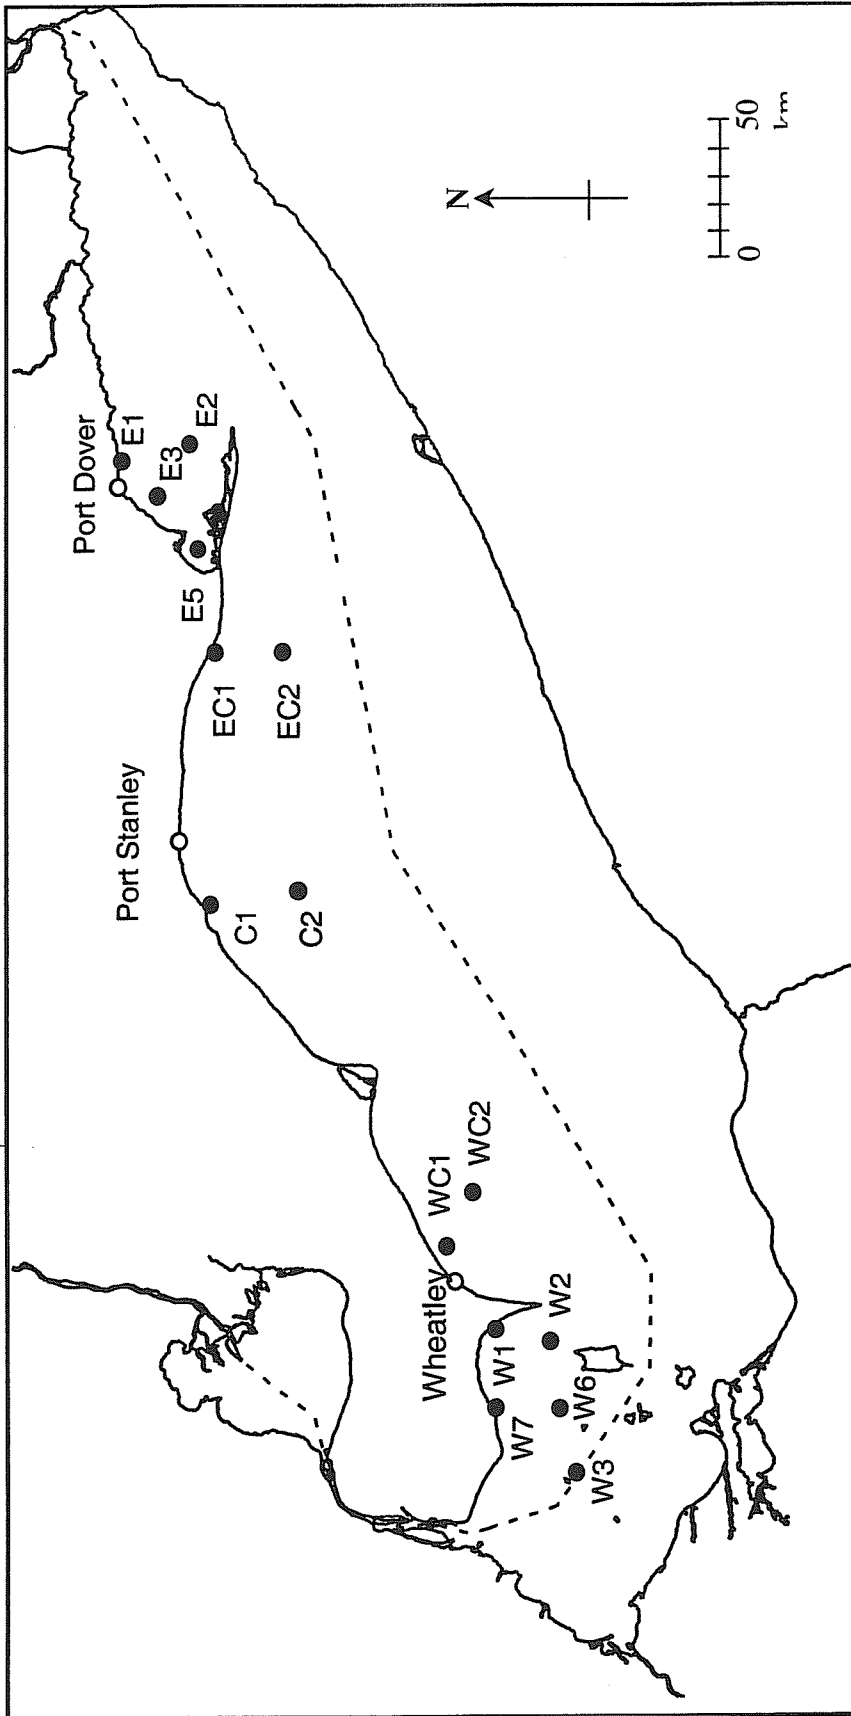 Port Dover
E1
E3
E2
E5
EC1
EC2
Port Stanley
C1
C2
WC1
WC2
Wheatley
W1
W2
W7
W6
W3
N
0
50
km